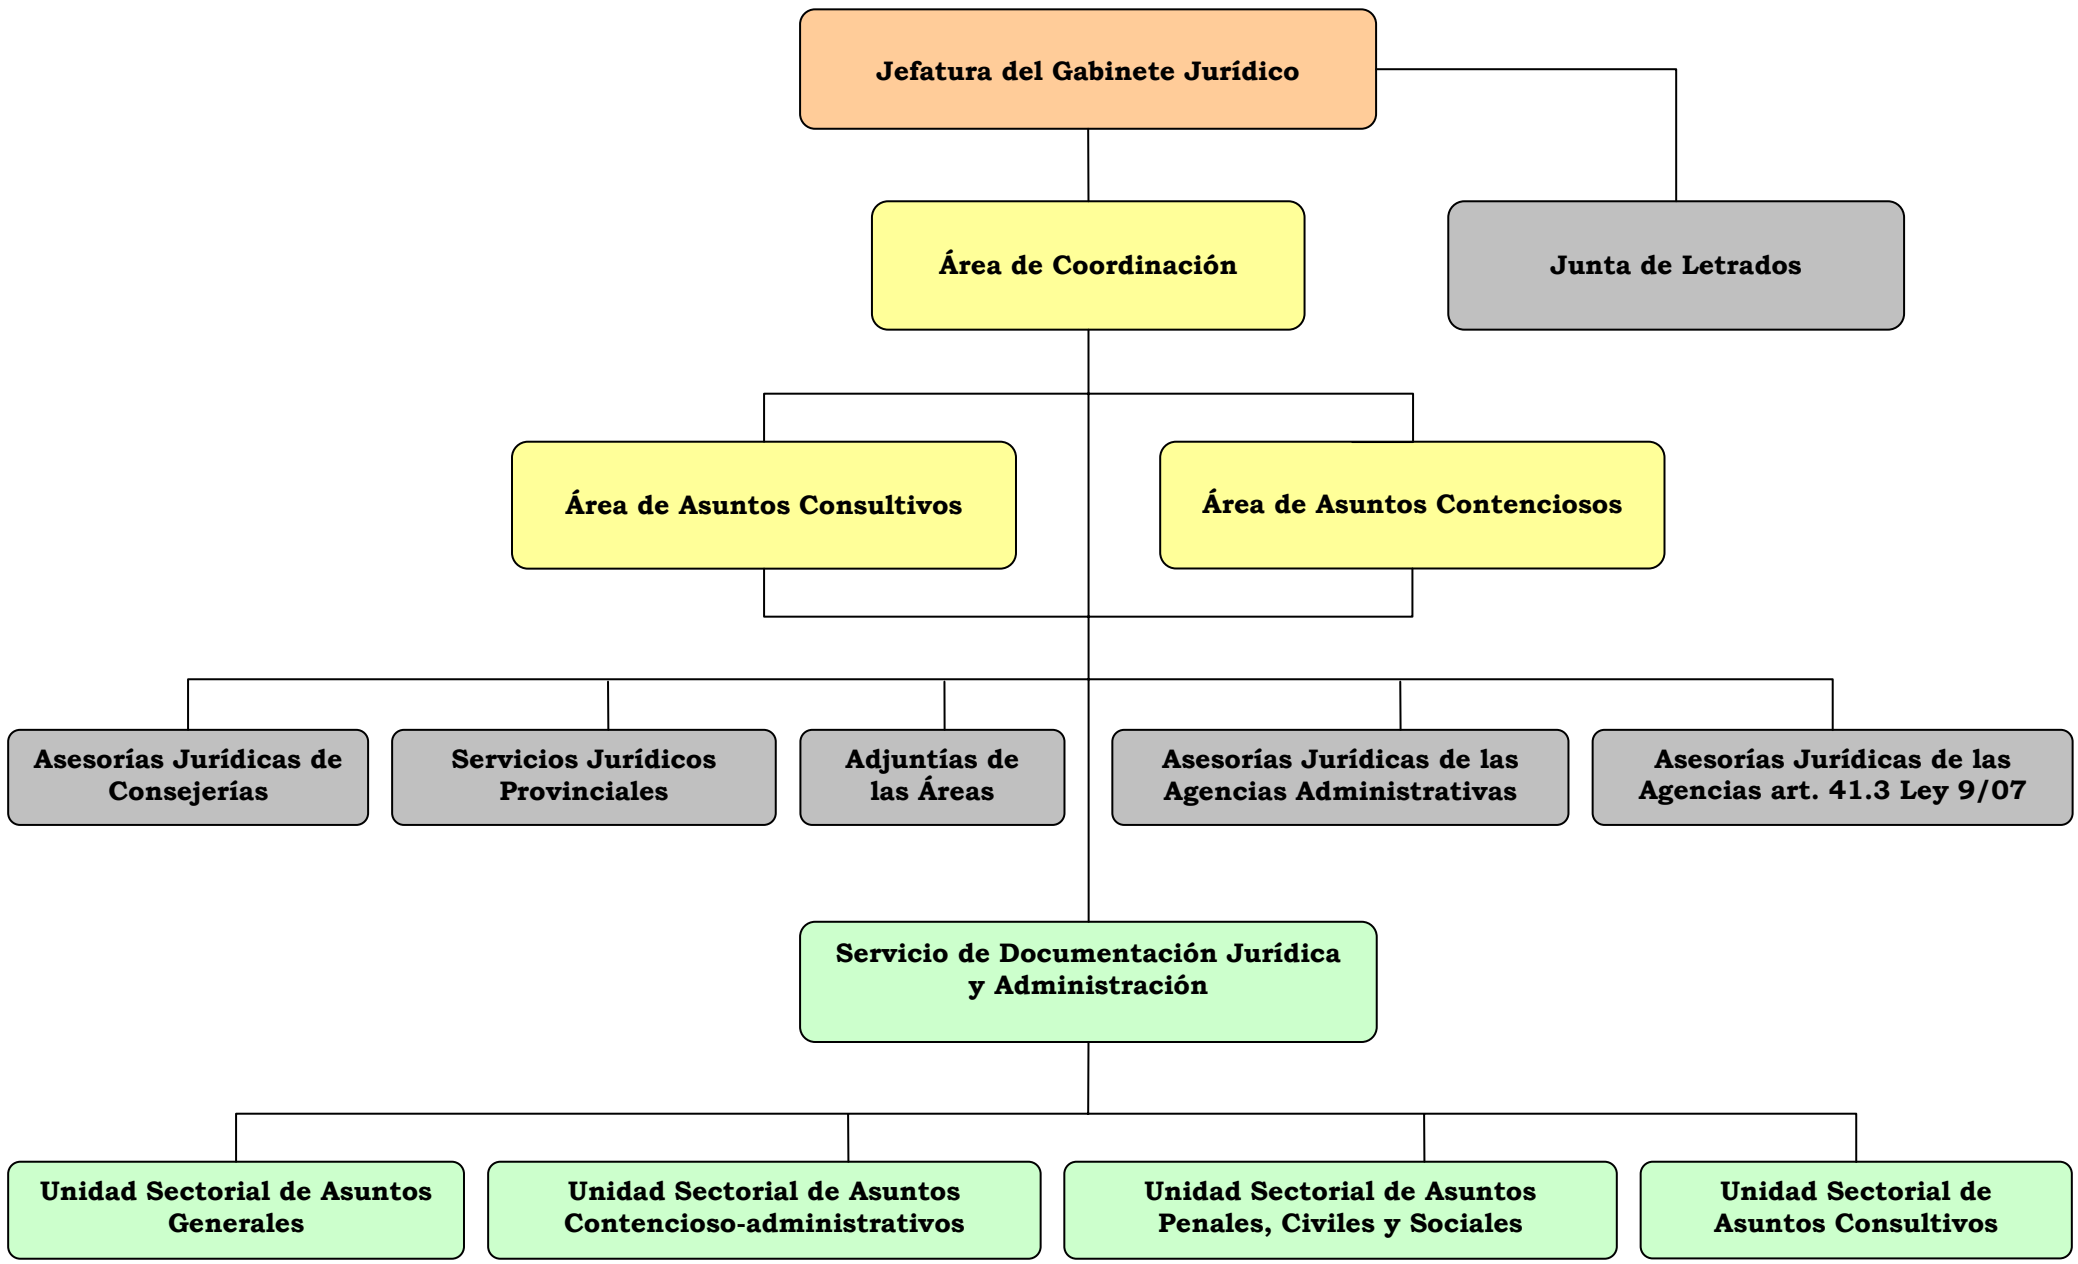 Jefatura del Gabinete Jurídico
Área de Coordinación
Junta de Letrados
Área de Asuntos Consultivos
Área de Asuntos Contenciosos
Asesorías Jurídicas de
Consejerías
Servicios Jurídicos
Provinciales
Adjuntías de
las Áreas
Asesorías Jurídicas de las
Agencias Administrativas
Asesorías Jurídicas de las
Agencias art. 41.3 Ley 9/07
Servicio de Documentación Jurídica
y Administración
Unidad Sectorial de Asuntos
Generales
Unidad Sectorial de Asuntos
Contencioso-administrativos
Unidad Sectorial de Asuntos
Penales, Civiles y Sociales
Unidad Sectorial de
Asuntos Consultivos